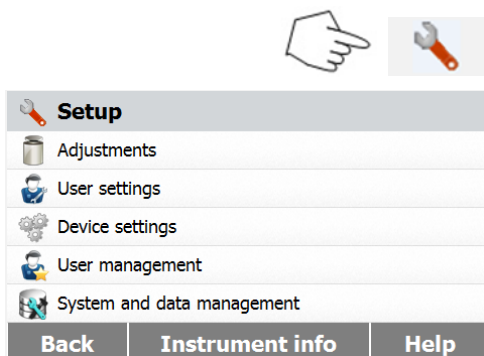 Setup
Adjustments
User settings
Device settings
User management
System and data management
Back Instrument info Help